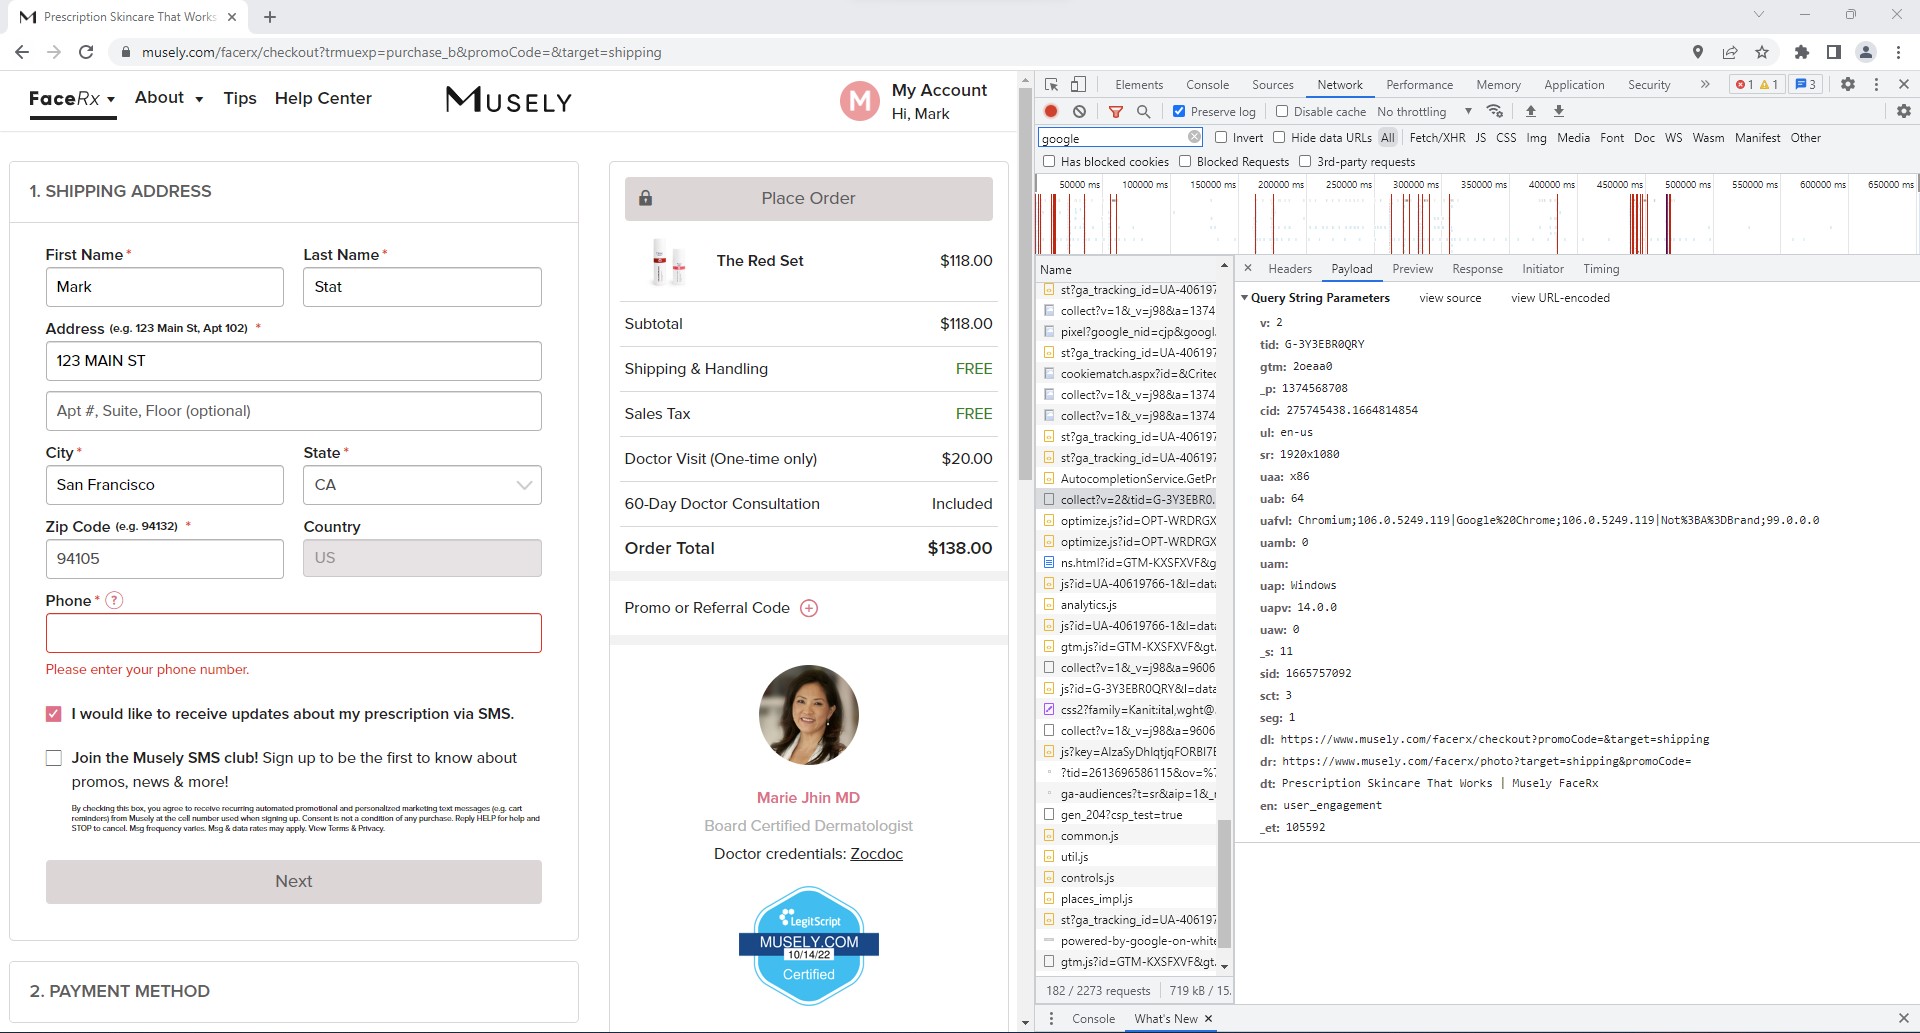 Prescription Skincare That Works
musely.com/facerx/checkout?trmuexp=purchase_b&promoCode=&target=shipping
FaceRx
About
Tips
Help Center
MUSELY
M
My Account
Hi, Mark
1. SHIPPING ADDRESS
First Name *
Last Name *
Mark
Stat
Address (e.g. 123 Main St, Apt 102) *
123 MAIN ST
Apt #, Suite, Floor (optional)
City *
State *
San Francisco
CA
Zip Code (e.g. 94132) *
Country
94105
US
Phone * ?
Please enter your phone number.
I would like to receive updates about my prescription via SMS.
Join the Musely SMS club! Sign up to be the first to know about
promos, news & more!
By checking this box, you agree to receive recurring automated promotional and personalized marketing text messages (e.g. cart
reminders) from Musely at the cell number used when signing up. Consent is not a condition of any purchase. Reply HELP for help and
STOP to cancel. Msg frequency varies. Msg & data rates may apply. View Terms & Privacy.
Next
2. PAYMENT METHOD
Place Order
The Red Set $118.00
Subtotal $118.00
Shipping & Handling FREE
Sales Tax FREE
Doctor Visit (One-time only) $20.00
60-Day Doctor Consultation Included
Order Total $138.00
Promo or Referral Code
Marie Jhin MD
Board Certified Dermatologist
Doctor credentials: Zocdoc
LegitScript
MUSELY.COM
10/14/22
Certified
Elements Console Sources Network Performance Memory Application Security 1 1 3
Preserve log Disable cache No throttling
google Invert Hide data URLs All Fetch/XHR JS CSS Img Media Font Doc WS Wasm Manifest Other
Has blocked cookies Blocked Requests 3rd-party requests
50000 ms 100000 ms 150000 ms 200000 ms 250000 ms 300000 ms 350000 ms 400000 ms 450000 ms 500000 ms 550000 ms 600000 ms 650000 ms
Name
st?ga_tracking_id=UA-406197
collect?v=1&_v=j98&a=1374
pixel?google_nid=cjp&googl
st?ga_tracking_id=UA-406197
cookiematch.aspx?id=&Criteo
collect?v=1&_v=j98&a=1374
collect?v=1&_v=j98&a=1374
st?ga_tracking_id=UA-406197
st?ga_tracking_id=UA-406197
AutocompletionService.GetPr
collect?v=2&tid=G-3Y3EBR0
optimize.js?id=OPT-WRDRGX
optimize.js?id=OPT-WRDRGX
ns.html?id=GTM-KXSFXVF&g
js?id=UA-40619766-1&l=data
analytics.js
js?id=UA-40619766-1&l=data
gtm.js?id=GTM-KXSFXVF&gt
collect?v=1&_v=j98&a=9606
js?id=G-3Y3EBR0QRY&l=data
css2?family=Kanit:ital,wght@
collect?v=1&_v=j98&a=9606
js?key=AIzaSyDhlqtjqFORBI7E
?tid=2613696586115&ov=%7
ga-audiences?t=sr&aip=1&_r
gen_204?csp_test=true
common.js
util.js
controls.js
places_impl.js
st?ga_tracking_id=UA-406197
powered-by-google-on-white
gtm.js?id=GTM-KXSFXVF&gt
182 / 2273 requests 719 kB / 15.
Headers Payload Preview Response Initiator Timing
Query String Parameters view source view URL-encoded
v: 2
tid: G-3Y3EBR0QRY
gtm: 2oeaa0
_p: 1374568708
cid: 275745438.1664814854
ul: en-us
sr: 1920x1080
uaa: x86
uab: 64
uafvl: Chromium;106.0.5249.119|Google%20Chrome;106.0.5249.119|Not%3BA%3DBrand;99.0.0.0
uamb: 0
uam:
uap: Windows
uapv: 14.0.0
uaw: 0
_s: 11
sid: 1665757092
sct: 3
seg: 1
dl: https://www.musely.com/facerx/checkout?promoCode=&target=shipping
dr: https://www.musely.com/facerx/photo?target=shipping&promoCode=
dt: Prescription Skincare That Works | Musely FaceRx
en: user_engagement
_et: 105592
Console What's New